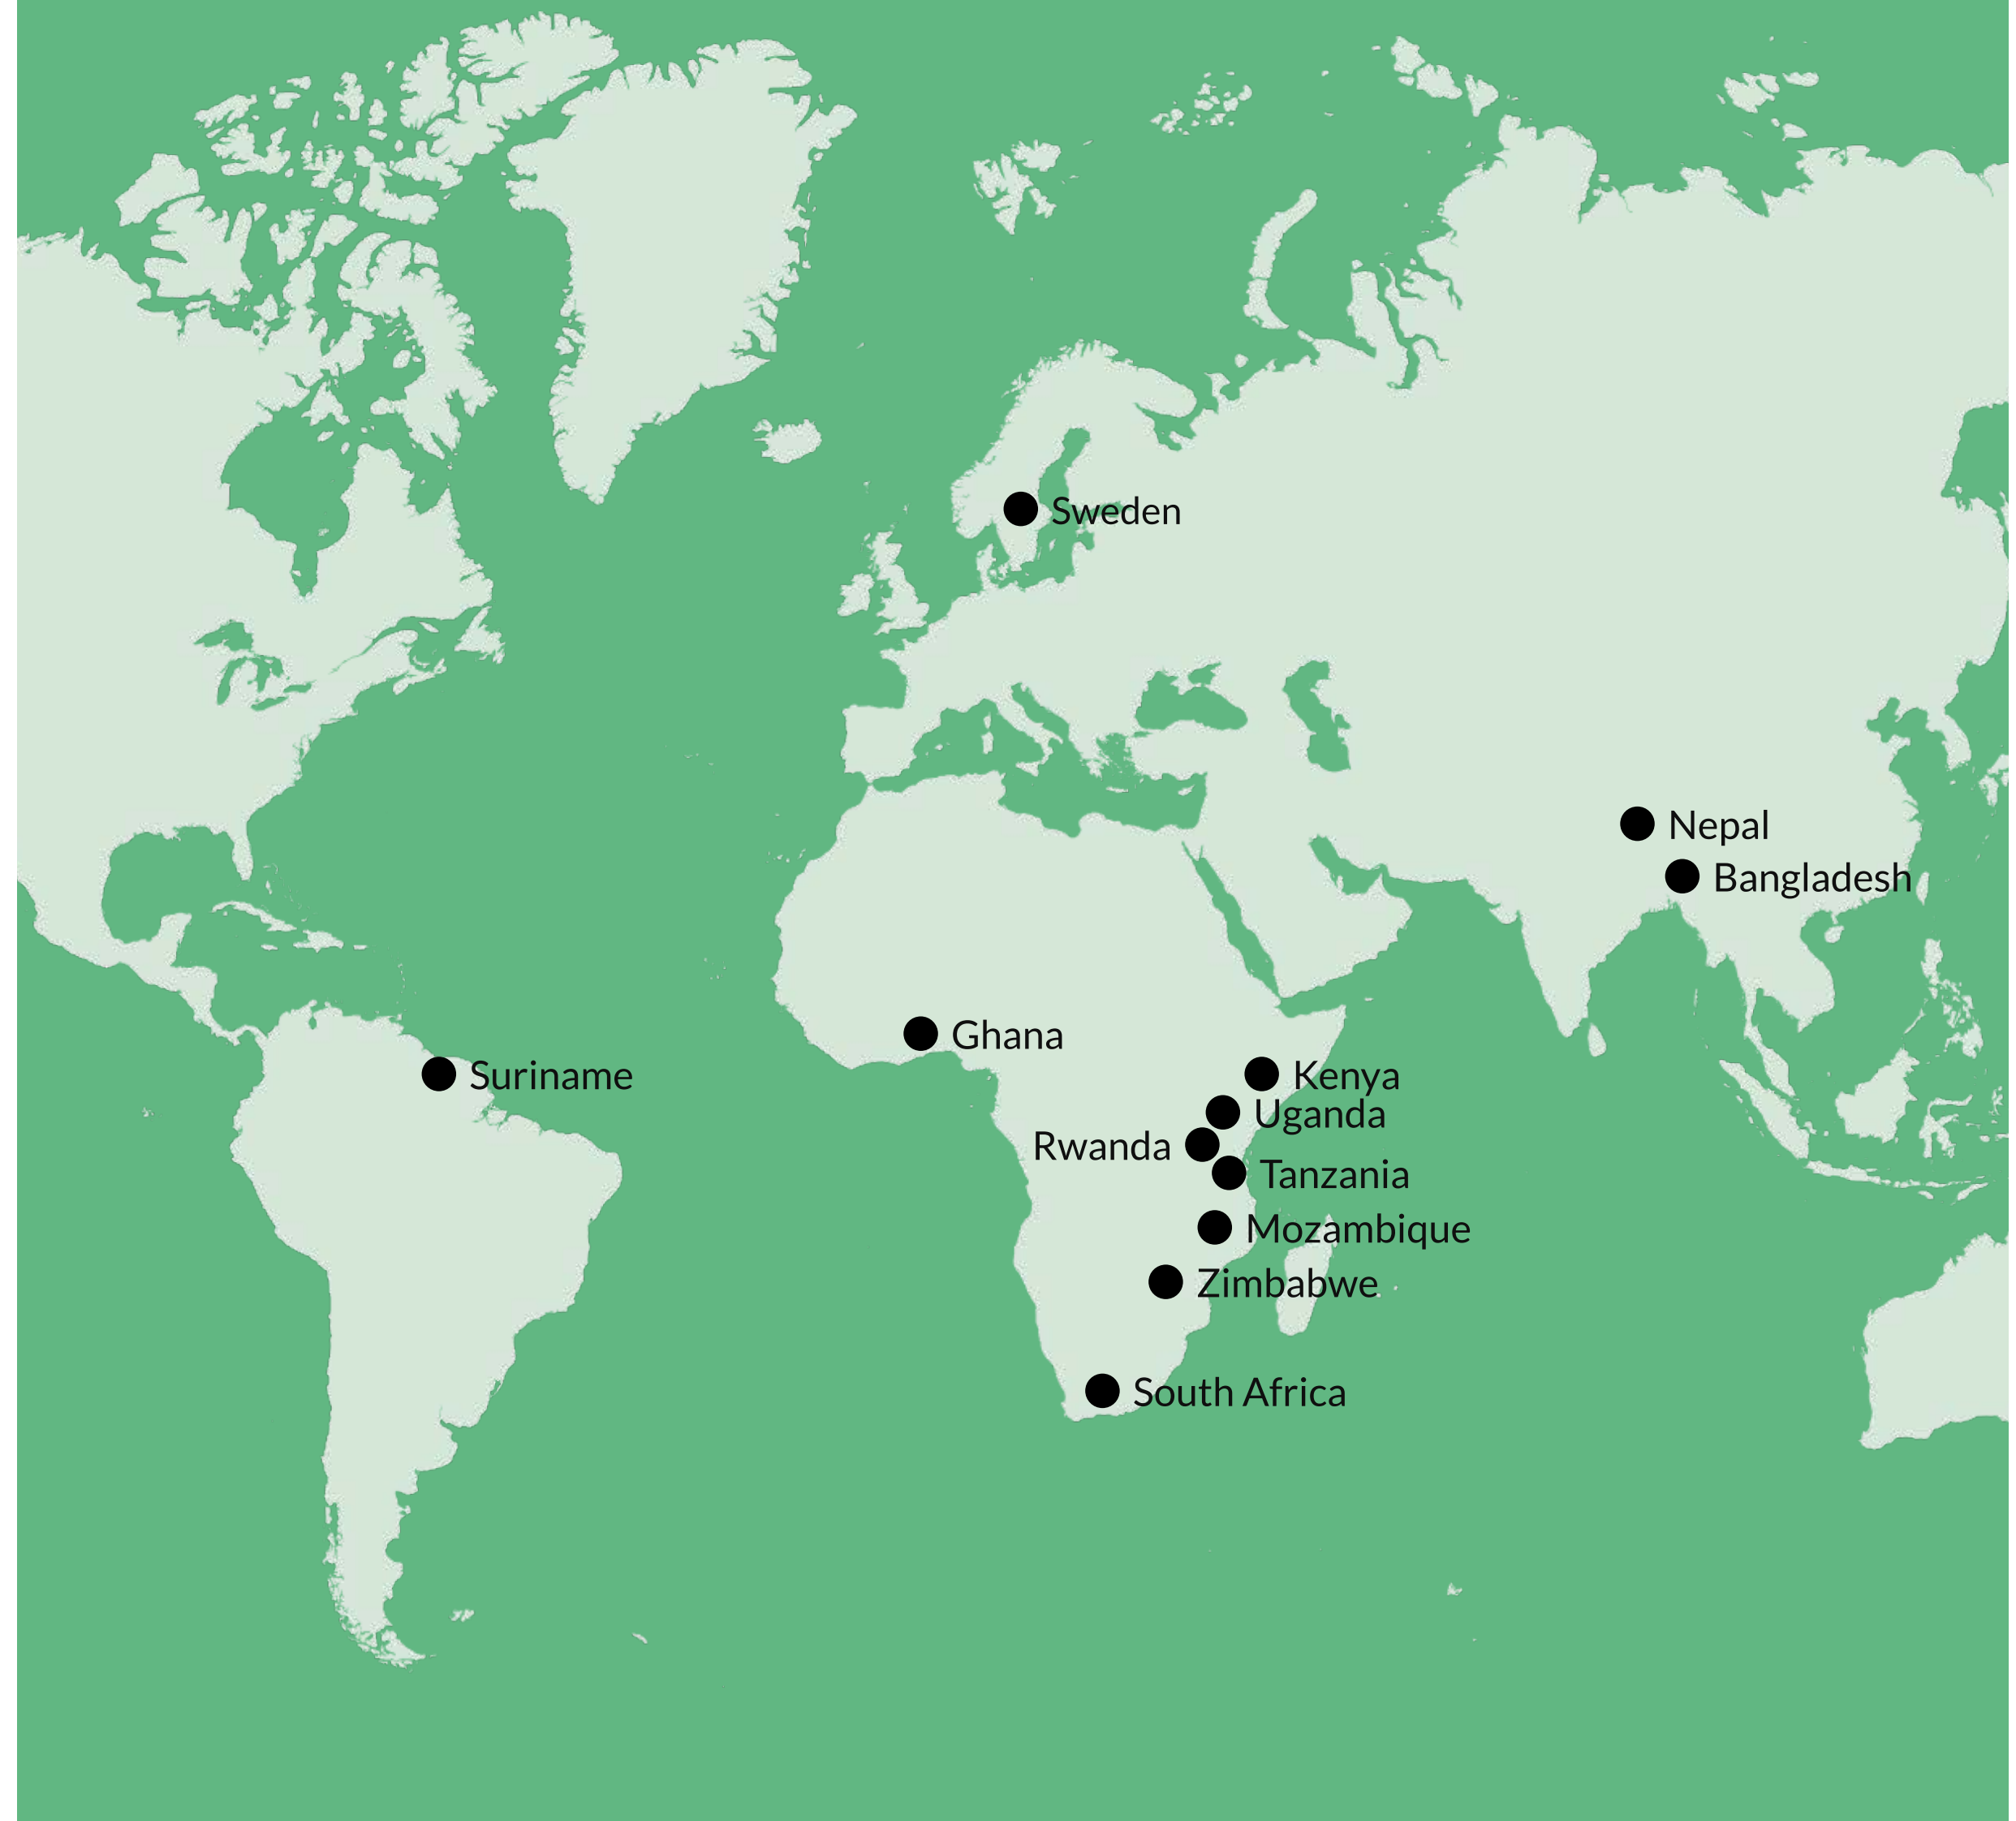 Sweden
Nepal
Bangladesh
Ghana
Suriname
Kenya
Uganda
Rwanda
Tanzania
Mozambique
Zimbabwe
South Africa